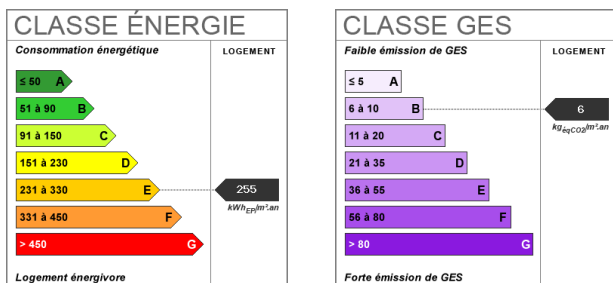 CLASSE ÉNERGIE
Consommation énergétique
LOGEMENT
≤ 50 A
51 à 90 B
91 à 150 C
151 à 230 D
231 à 330 E
255
kWhEP/m².an
331 à 450 F
> 450 G
Logement énergivore
CLASSE GES
Faible émission de GES
LOGEMENT
≤ 5 A
6 à 10 B
6
kgéqCO2/m².an
11 à 20 C
21 à 35 D
36 à 55 E
56 à 80 F
> 80 G
Forte émission de GES